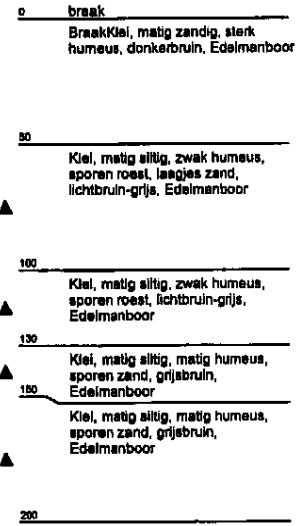 0 braak
BraakKlei, matig zandig, sterk
humeus, donkerbruin, Edelmanboor
50
Klei, matig siltig, zwak humeus,
sporen roest, laagjes zand,
lichtbruin-grijs, Edelmanboor
100
Klei, matig siltig, zwak humeus,
sporen roest, lichtbruin-grijs,
Edelmanboor
130
Klei, matig siltig, matig humeus,
sporen zand, grijsbruin,
Edelmanboor
150
Klei, matig siltig, matig humeus,
sporen zand, grijsbruin,
Edelmanboor
200